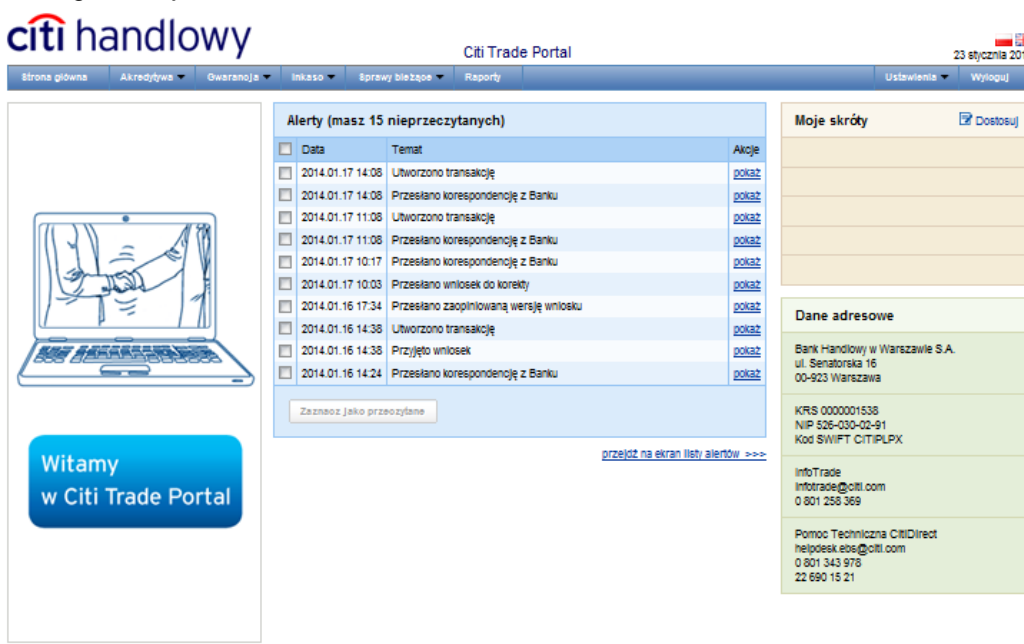 citi handlowy
Citi Trade Portal
23 stycznia 201
Strona główna Akredytywa Gwarancja Inkaso Sprawy bieżące Raporty Ustawienia Wyloguj
Alerty (masz 15 nieprzeczytanych)
Data Temat Akcje
2014.01.17 14:08 Utworzono transakcję pokaż
2014.01.17 14:08 Przesłano korespondencję z Banku pokaż
2014.01.17 11:08 Utworzono transakcję pokaż
2014.01.17 11:08 Przesłano korespondencję z Banku pokaż
2014.01.17 10:17 Przesłano korespondencję z Banku pokaż
2014.01.17 10:03 Przesłano wniosek do korekty pokaż
2014.01.16 17:34 Przesłano zaopiniowaną wersję wniosku pokaż
2014.01.16 14:38 Utworzono transakcję pokaż
2014.01.16 14:38 Przyjęto wniosek pokaż
2014.01.16 14:24 Przesłano korespondencję z Banku pokaż
Zaznacz jako przeczytane
przejdź na ekran listy alertów >>>
Witamy
w Citi Trade Portal
Moje skróty Dostosuj
Dane adresowe
Bank Handlowy w Warszawie S.A.
ul. Senatorska 16
00-923 Warszawa
KRS 0000001538
NIP 526-030-02-91
Kod SWIFT CITIPLPX
InfoTrade
infotrade@citi.com
0 801 258 369
Pomoc Techniczna CitiDirect
helpdesk.ebs@citi.com
0 801 343 978
22 690 15 21